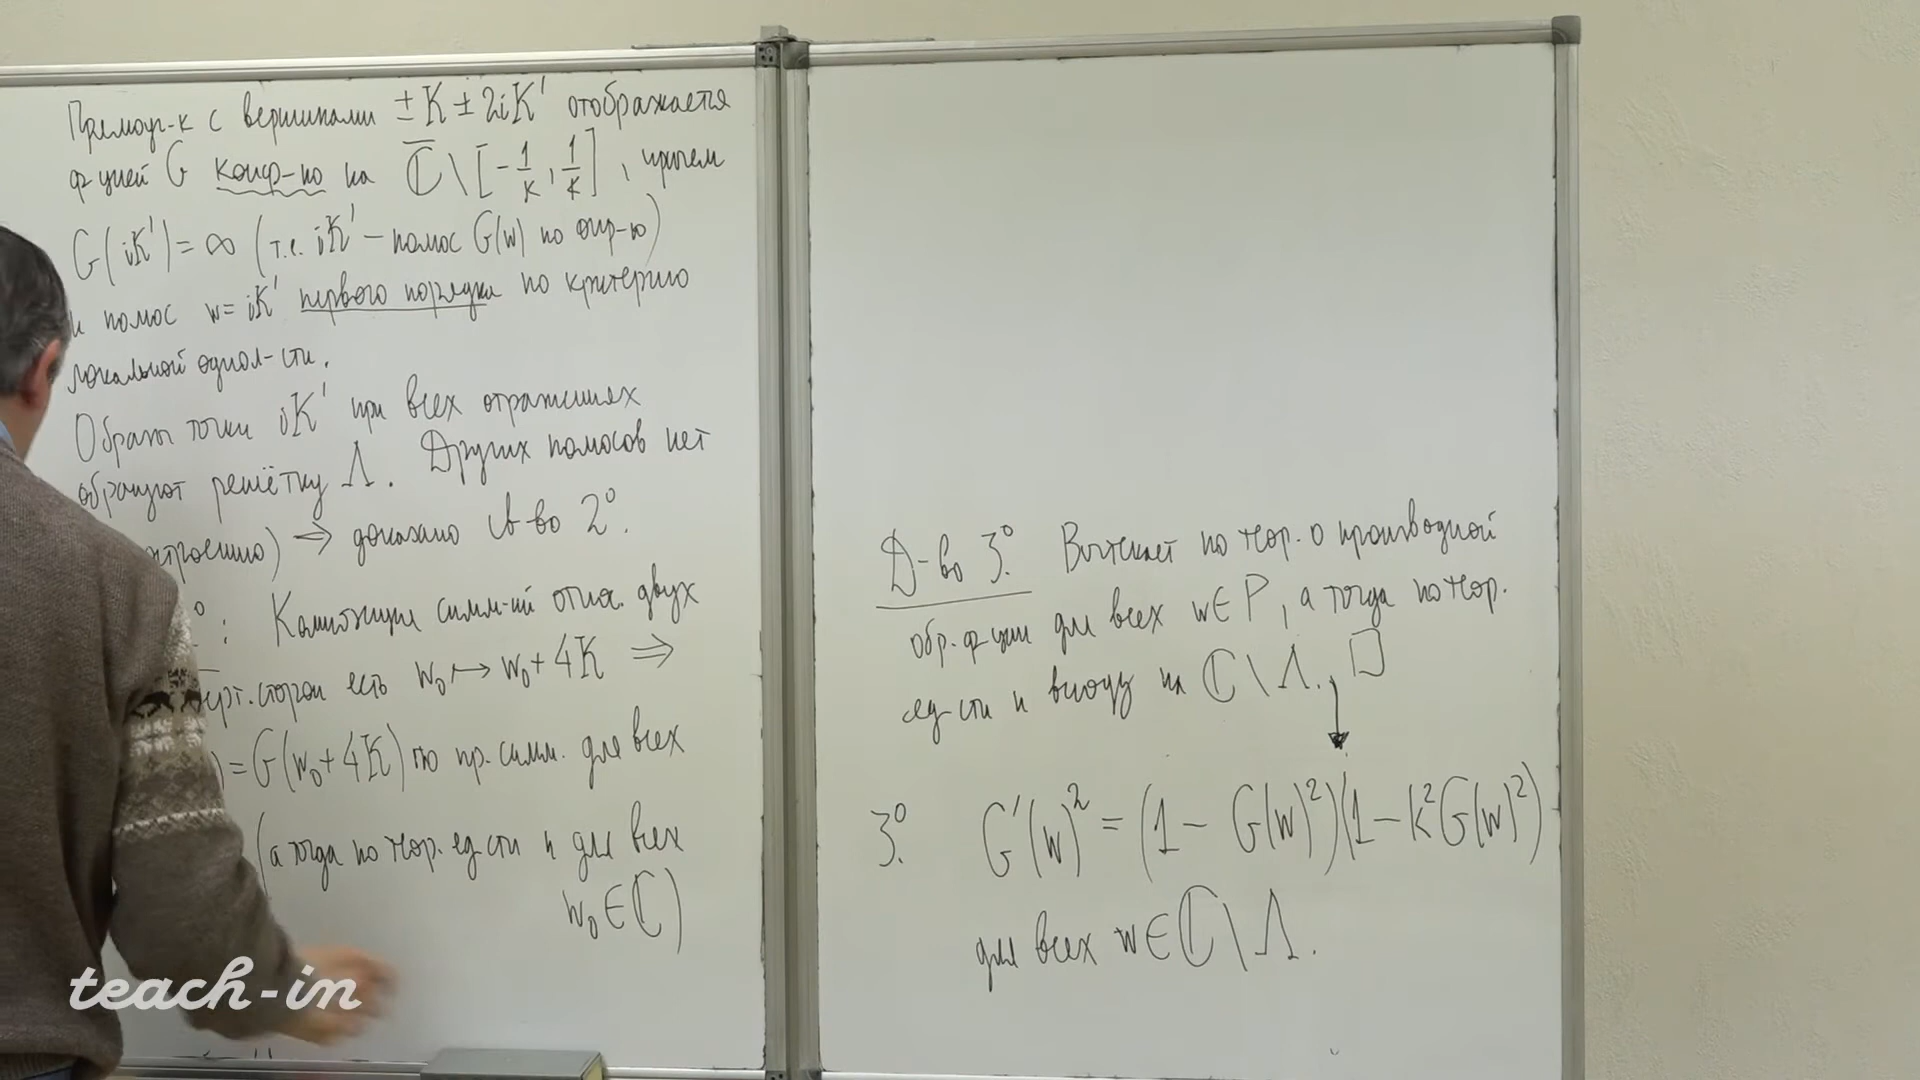 Прямоуг-к с вершинами ±K ± 2iK' отображается
ф-цией G конф-но на ℂ̅ \ [-1/k, 1/k], причем
G(iK') = ∞ (т.е. iK' – полюс G(w) по опр-ю)
и полюс w = iK' первого порядка по критерию
локальной однол-сти.
Образы точки iK' при всех отражениях
образуют решётку Λ. Других полюсов нет
) ⇒ доказано св-во 2°.
°: Композиция симм-ий отно. двух
верт. сторон есть w₀ ↦ w₀ + 4K ⇒
) = G(w₀ + 4K) по пр. симм. для всех
(а тогда по теор. ед-сти и для всех
w₀ ∈ ℂ)
Д-во 3°. Вытекает по теор. о производной
обр. ф-ции для всех w ∈ P, а тогда по теор.
ед-сти и всюду на ℂ \ Λ. □
3°. G'(w)² = (1 – G(w)²)(1 – k²G(w)²)
для всех w ∈ ℂ \ Λ.
teach-in